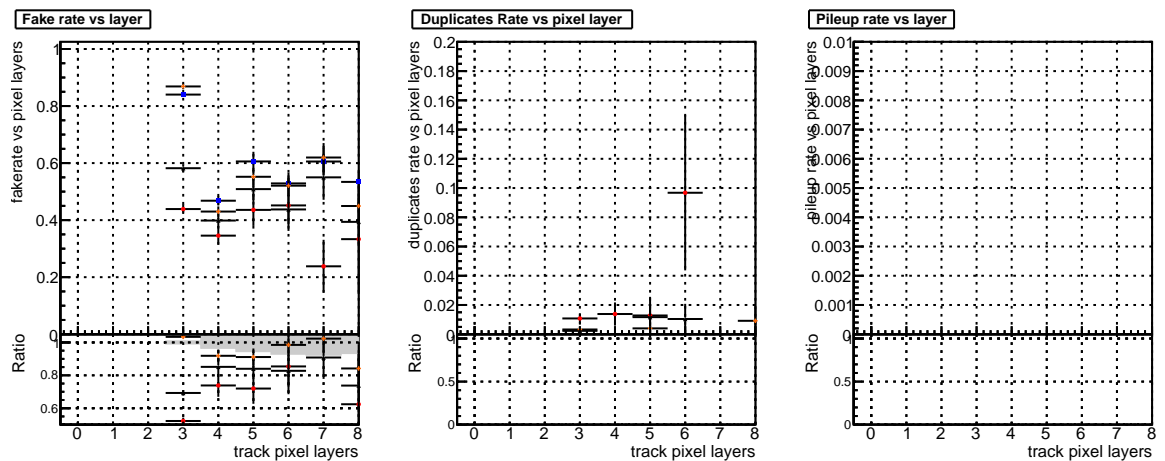 Fake rate vs layer
fakerate vs pixel layers
1
0.8
0.6
0.4
0.2
0
Ratio
1
0.8
0.6
0 1 2 3 4 5 6 7 8
track pixel layers
Duplicates Rate vs pixel layer
duplicates rate vs pixel layers
0.2
0.18
0.16
0.14
0.12
0.1
0.08
0.06
0.04
0.02
0
Ratio
1
0.5
0
0 1 2 3 4 5 6 7 8
track pixel layers
Pileup rate vs layer
pileup rate vs pixel layers
0.01
0.009
0.008
0.007
0.006
0.005
0.004
0.003
0.002
0.001
0
Ratio
1
0.5
0
0 1 2 3 4 5 6 7 8
track pixel layers